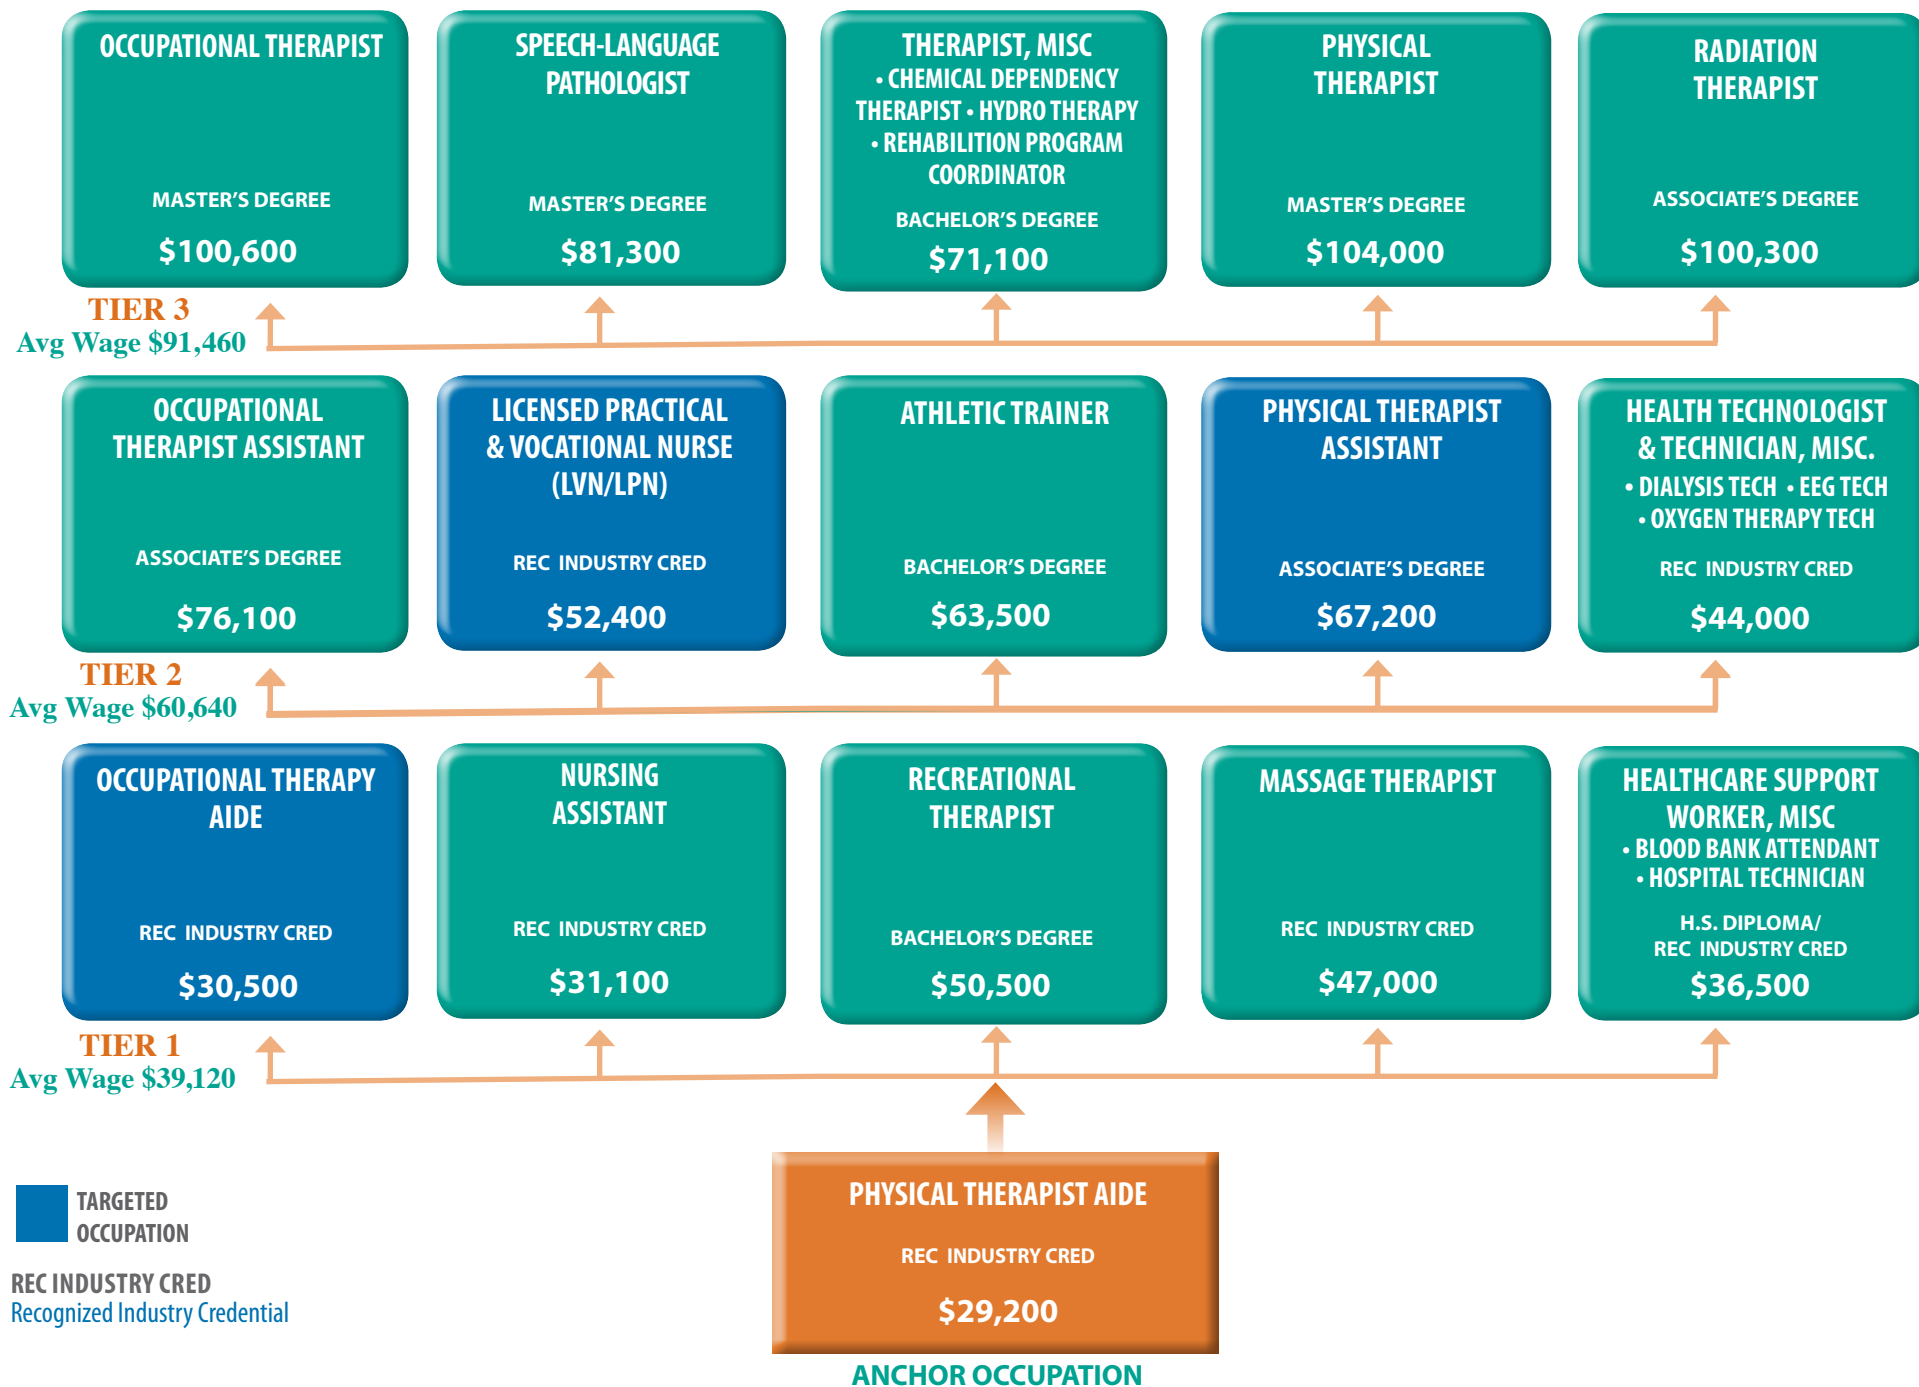 OCCUPATIONAL THERAPIST
MASTER'S DEGREE
$100,600
SPEECH-LANGUAGE
PATHOLOGIST
MASTER'S DEGREE
$81,300
THERAPIST, MISC
• CHEMICAL DEPENDENCY
THERAPIST • HYDRO THERAPY
• REHABILITION PROGRAM
COORDINATOR
BACHELOR'S DEGREE
$71,100
PHYSICAL
THERAPIST
MASTER'S DEGREE
$104,000
RADIATION
THERAPIST
ASSOCIATE'S DEGREE
$100,300
TIER 3
Avg Wage $91,460
OCCUPATIONAL
THERAPIST ASSISTANT
ASSOCIATE'S DEGREE
$76,100
LICENSED PRACTICAL
& VOCATIONAL NURSE
(LVN/LPN)
REC INDUSTRY CRED
$52,400
ATHLETIC TRAINER
BACHELOR'S DEGREE
$63,500
PHYSICAL THERAPIST
ASSISTANT
ASSOCIATE'S DEGREE
$67,200
HEALTH TECHNOLOGIST
& TECHNICIAN, MISC.
• DIALYSIS TECH • EEG TECH
• OXYGEN THERAPY TECH
REC INDUSTRY CRED
$44,000
TIER 2
Avg Wage $60,640
OCCUPATIONAL THERAPY
AIDE
REC INDUSTRY CRED
$30,500
NURSING
ASSISTANT
REC INDUSTRY CRED
$31,100
RECREATIONAL
THERAPIST
BACHELOR'S DEGREE
$50,500
MASSAGE THERAPIST
REC INDUSTRY CRED
$47,000
HEALTHCARE SUPPORT
WORKER, MISC
• BLOOD BANK ATTENDANT
• HOSPITAL TECHNICIAN
H.S. DIPLOMA/
REC INDUSTRY CRED
$36,500
TIER 1
Avg Wage $39,120
PHYSICAL THERAPIST AIDE
REC INDUSTRY CRED
$29,200
ANCHOR OCCUPATION
TARGETED
OCCUPATION
REC INDUSTRY CRED
Recognized Industry Credential